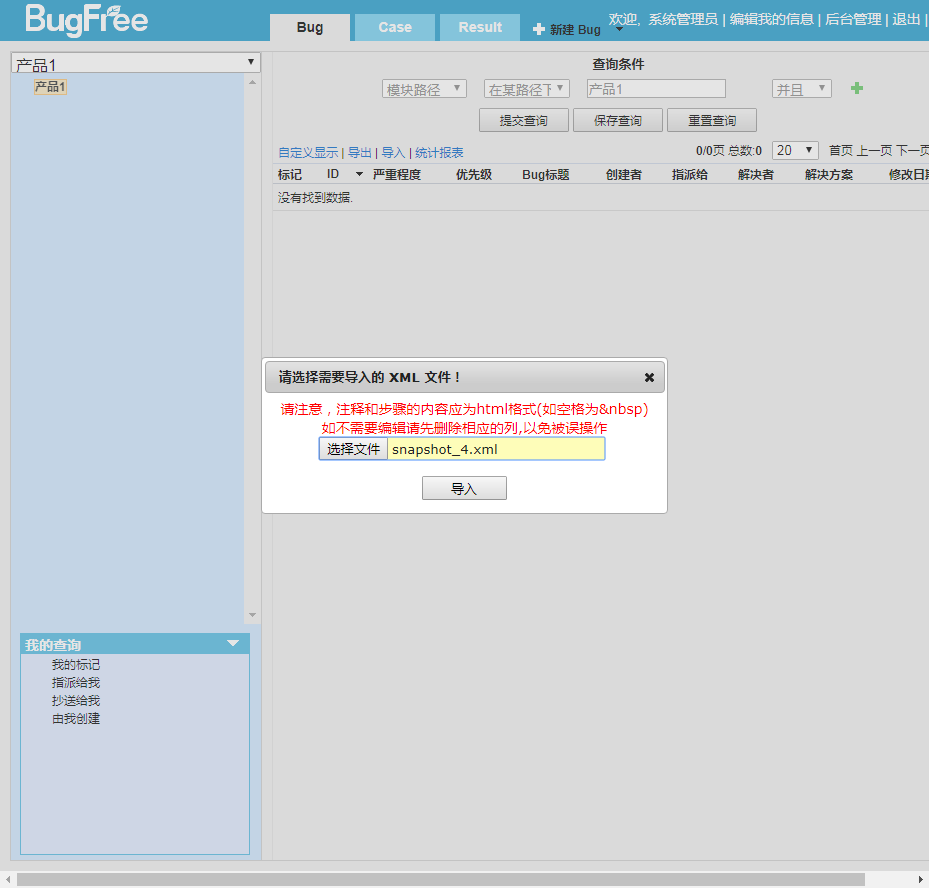 BugFree
Bug
Case
Result
新建 Bug
欢迎, 系统管理员 | 编辑我的信息 | 后台管理 | 退出 |
产品1
产品1
查询条件
模块路径
在某路径下
产品1
并且
提交查询
保存查询
重置查询
自定义显示 | 导出 | 导入 | 统计报表
0/0页 总数:0
20
首页 上一页 下一页
标记 ID 严重程度 优先级 Bug标题 创建者 指派给 解决者 解决方案 修改日期
没有找到数据.
请选择需要导入的 XML 文件！
请注意，注释和步骤的内容应为html格式(如空格为&nbsp)
如不需要编辑请先删除相应的列,以免被误操作
选择文件 snapshot_4.xml
导入
我的查询
我的标记
指派给我
抄送给我
由我创建